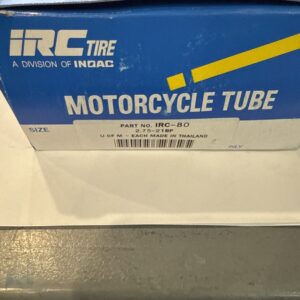 IRC TIRE
A DIVISION OF INOAC
MOTORCYCLE TUBE
SIZE
PART NO. IRC-80
2.75-21BF
U OF M - EACH MADE IN THAILAND